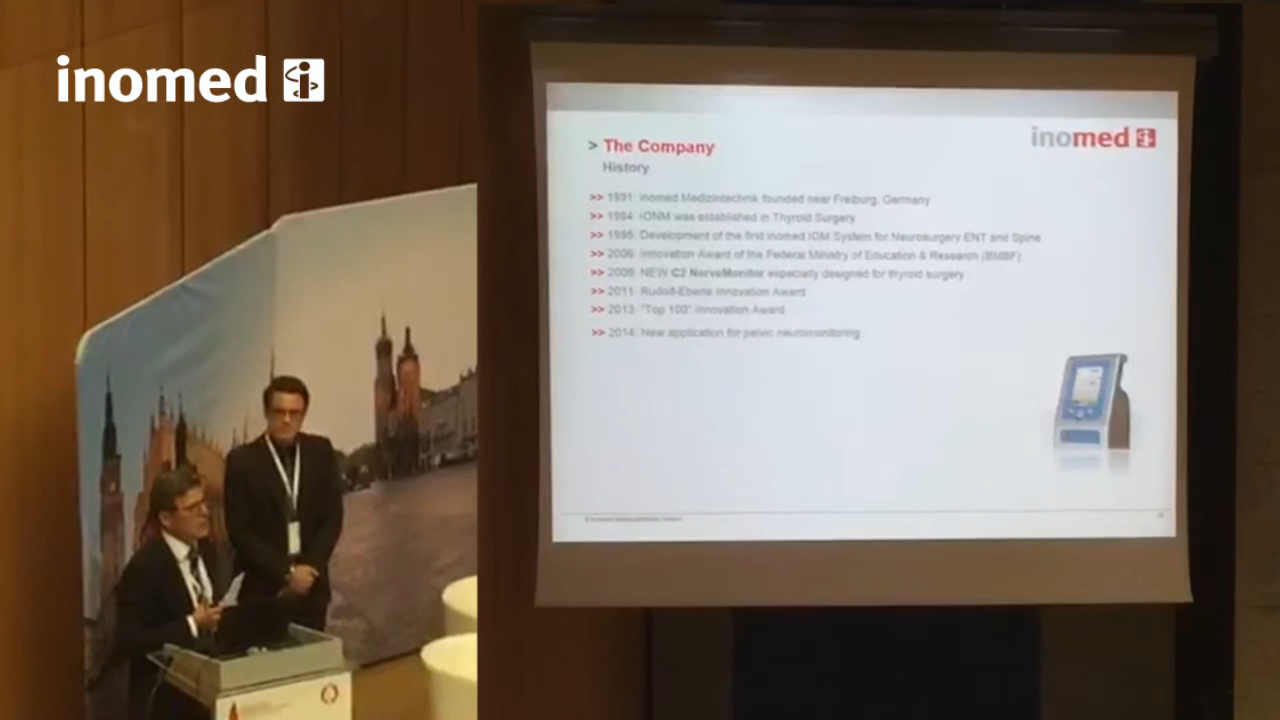 inomed
inomed
> The Company
History
>> 1991: inomed Medizintechnik founded near Freiburg, Germany
>> 1994: IONM was established in Thyroid Surgery
>> 1995: Development of the first inomed IOM System for Neurosurgery ENT and Spine
>> 2006: Innovation Award of the Federal Ministry of Education & Research (BMBF)
>> 2009: NEW C2 NerveMonitor especially designed for thyroid surgery
>> 2011: Rudolf-Eberle Innovation Award
>> 2013: "Top 100" Innovation Award
>> 2014: New application for pelvic neuromonitoring